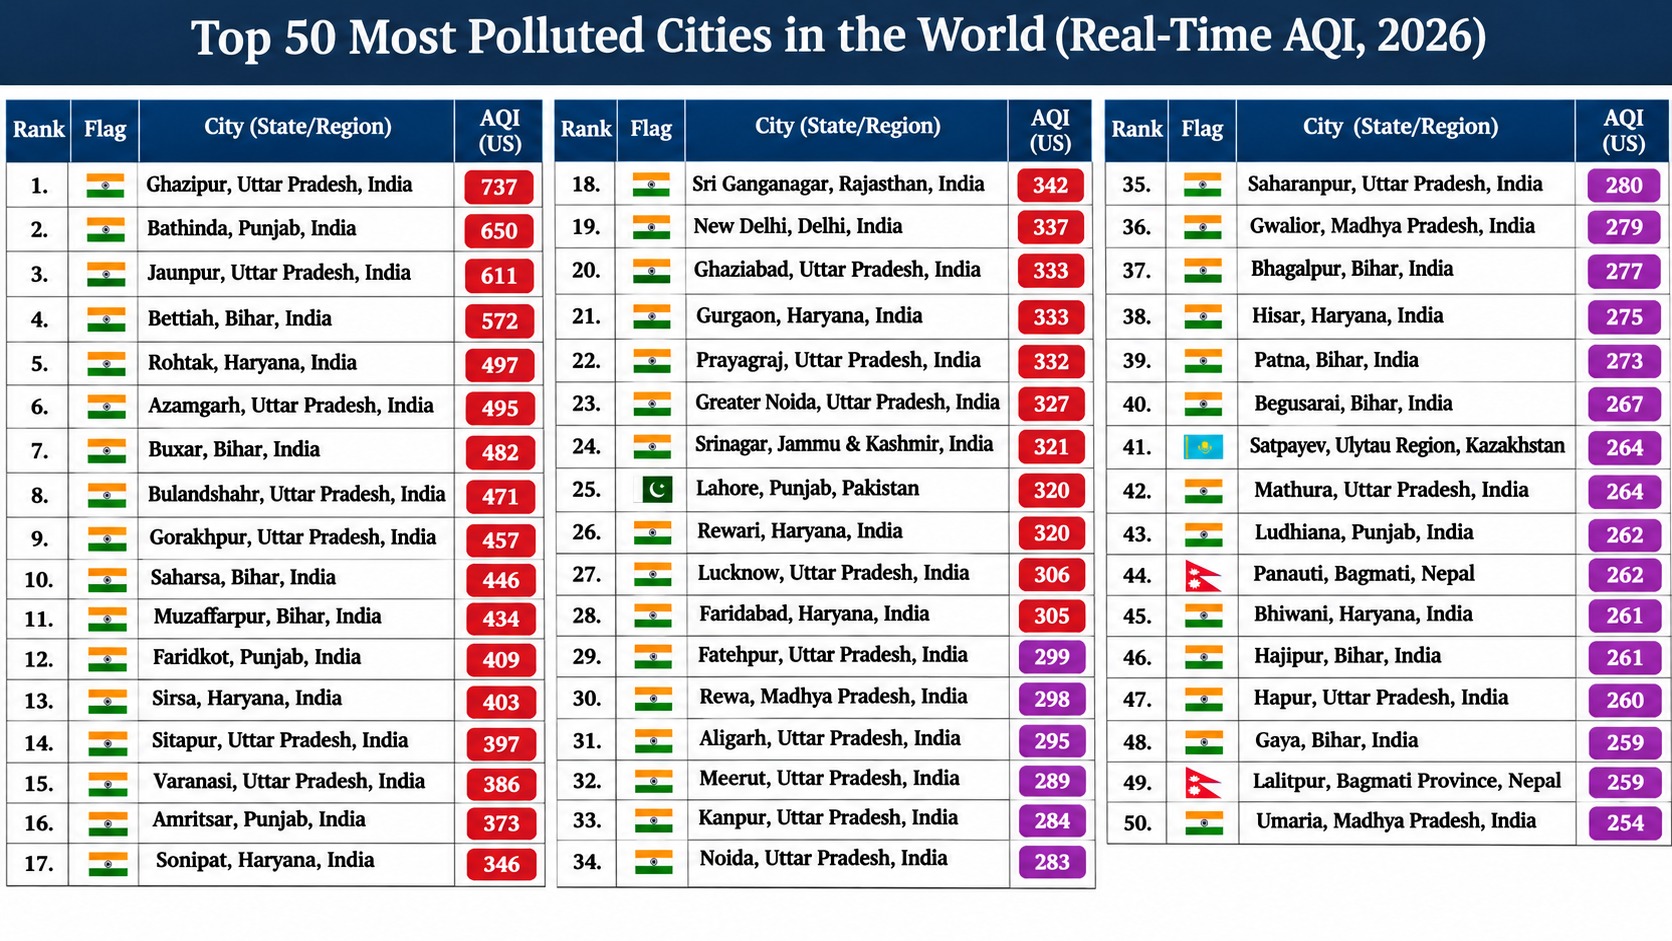 Top 50 Most Polluted Cities in the World (Real-Time AQI, 2026)
Rank Flag City (State/Region) AQI (US)
1. Ghazipur, Uttar Pradesh, India 737
2. Bathinda, Punjab, India 650
3. Jaunpur, Uttar Pradesh, India 611
4. Bettiah, Bihar, India 572
5. Rohtak, Haryana, India 497
6. Azamgarh, Uttar Pradesh, India 495
7. Buxar, Bihar, India 482
8. Bulandshahr, Uttar Pradesh, India 471
9. Gorakhpur, Uttar Pradesh, India 457
10. Saharsa, Bihar, India 446
11. Muzaffarpur, Bihar, India 434
12. Faridkot, Punjab, India 409
13. Sirsa, Haryana, India 403
14. Sitapur, Uttar Pradesh, India 397
15. Varanasi, Uttar Pradesh, India 386
16. Amritsar, Punjab, India 373
17. Sonipat, Haryana, India 346
Rank Flag City (State/Region) AQI (US)
18. Sri Ganganagar, Rajasthan, India 342
19. New Delhi, Delhi, India 337
20. Ghaziabad, Uttar Pradesh, India 333
21. Gurgaon, Haryana, India 333
22. Prayagraj, Uttar Pradesh, India 332
23. Greater Noida, Uttar Pradesh, India 327
24. Srinagar, Jammu & Kashmir, India 321
25. Lahore, Punjab, Pakistan 320
26. Rewari, Haryana, India 320
27. Lucknow, Uttar Pradesh, India 306
28. Faridabad, Haryana, India 305
29. Fatehpur, Uttar Pradesh, India 299
30. Rewa, Madhya Pradesh, India 298
31. Aligarh, Uttar Pradesh, India 295
32. Meerut, Uttar Pradesh, India 289
33. Kanpur, Uttar Pradesh, India 284
34. Noida, Uttar Pradesh, India 283
Rank Flag City (State/Region) AQI (US)
35. Saharanpur, Uttar Pradesh, India 280
36. Gwalior, Madhya Pradesh, India 279
37. Bhagalpur, Bihar, India 277
38. Hisar, Haryana, India 275
39. Patna, Bihar, India 273
40. Begusarai, Bihar, India 267
41. Satpayev, Ulytau Region, Kazakhstan 264
42. Mathura, Uttar Pradesh, India 264
43. Ludhiana, Punjab, India 262
44. Panauti, Bagmati, Nepal 262
45. Bhiwani, Haryana, India 261
46. Hajipur, Bihar, India 261
47. Hapur, Uttar Pradesh, India 260
48. Gaya, Bihar, India 259
49. Lalitpur, Bagmati Province, Nepal 259
50. Umaria, Madhya Pradesh, India 254